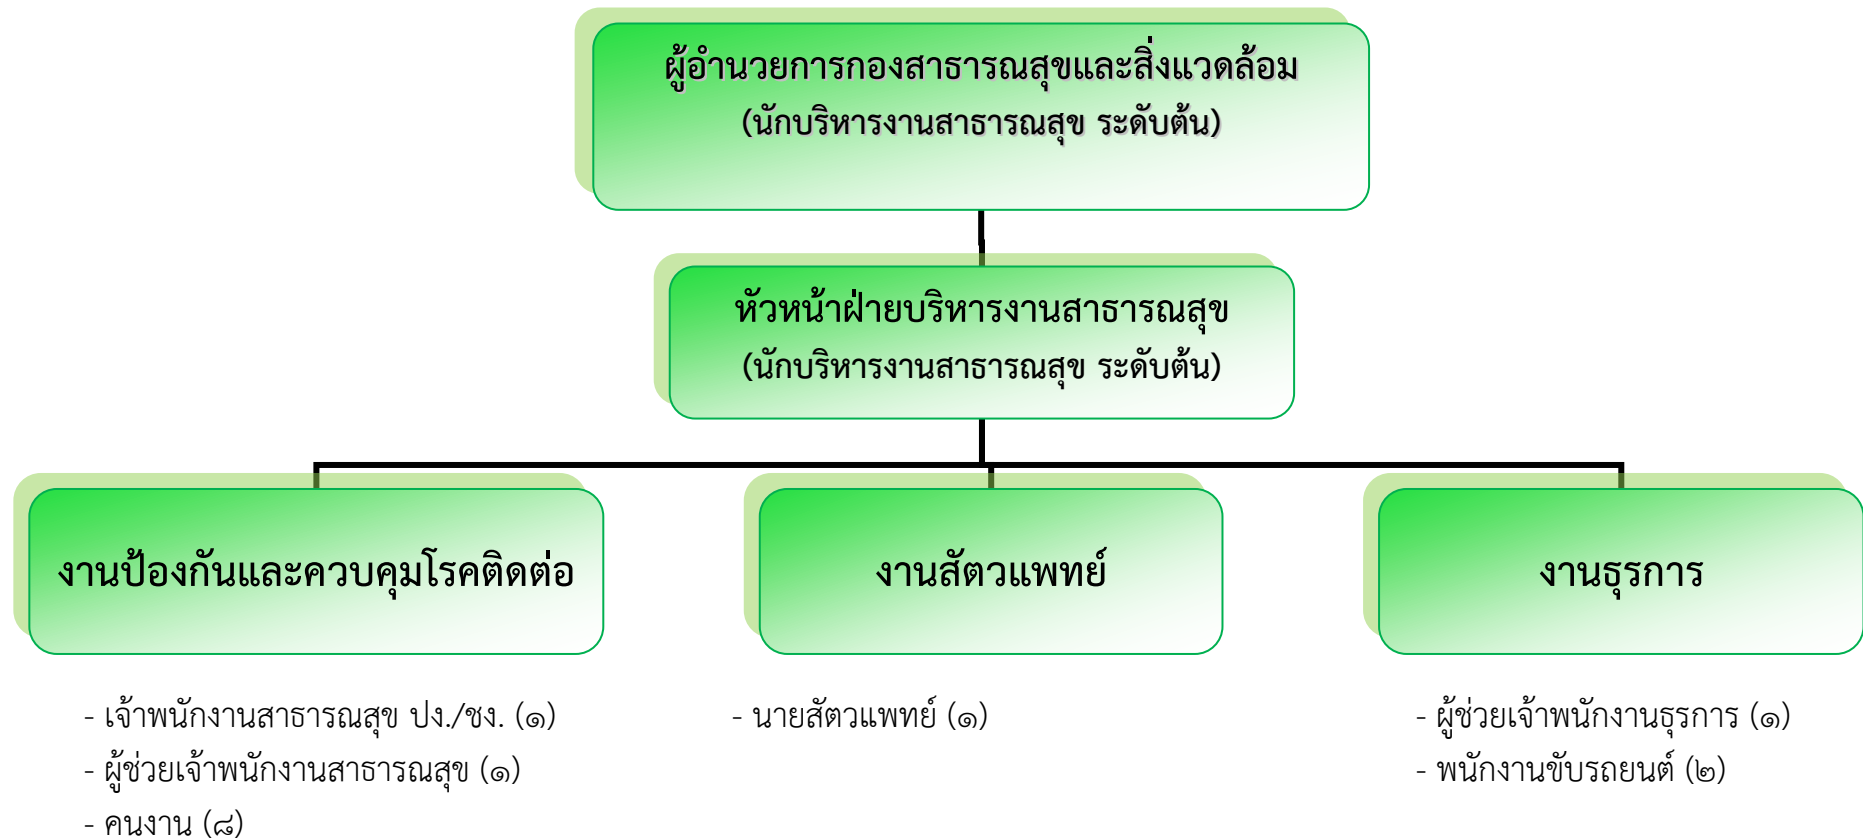 ผู้อำนวยการกองสาธารณสุขและสิ่งแวดล้อม
(นักบริหารงานสาธารณสุข ระดับต้น)
หัวหน้าฝ่ายบริหารงานสาธารณสุข
(นักบริหารงานสาธารณสุข ระดับต้น)
งานป้องกันและควบคุมโรคติดต่อ
- เจ้าพนักงานสาธารณสุข ปง./ชง. (๑)
- ผู้ช่วยเจ้าพนักงานสาธารณสุข (๑)
- คนงาน (๘)
งานสัตวแพทย์
- นายสัตวแพทย์ (๑)
งานธุรการ
- ผู้ช่วยเจ้าพนักงานธุรการ (๑)
- พนักงานขับรถยนต์ (๒)